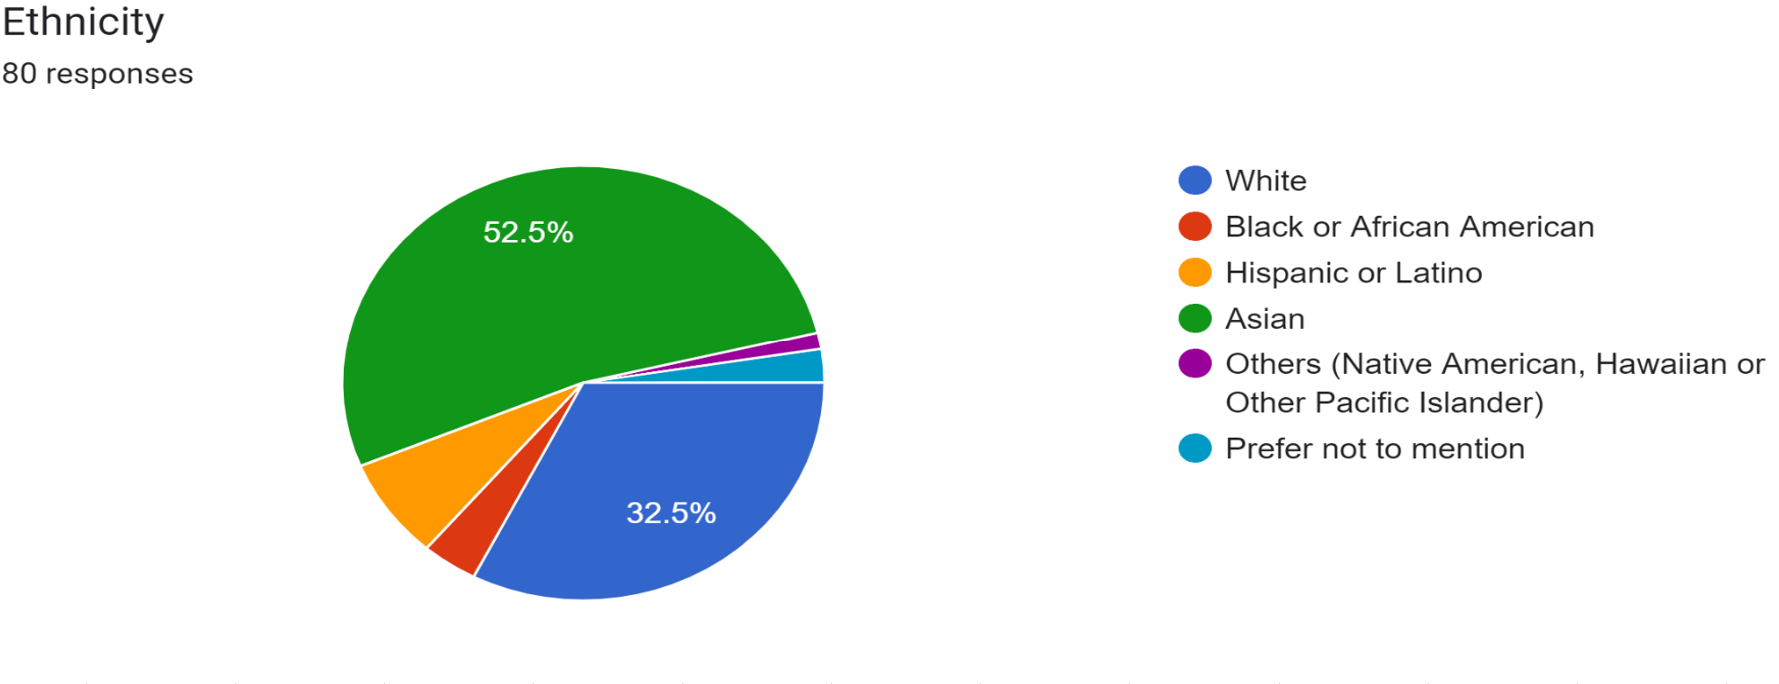 Ethnicity
80 responses
52.5%
32.5%
White
Black or African American
Hispanic or Latino
Asian
Others (Native American, Hawaiian or
Other Pacific Islander)
Prefer not to mention